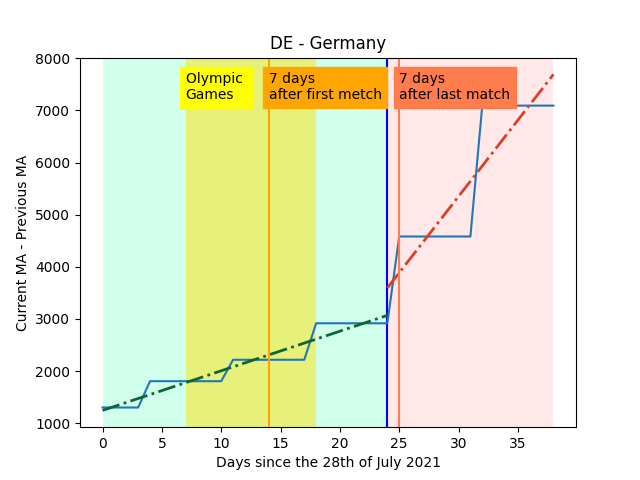 DE - Germany
Olympic
Games
7 days
after first match
7 days
after last match
8000
7000
6000
5000
4000
3000
2000
1000
Current MA - Previous MA
0 5 10 15 20 25 30 35
Days since the 28th of July 2021